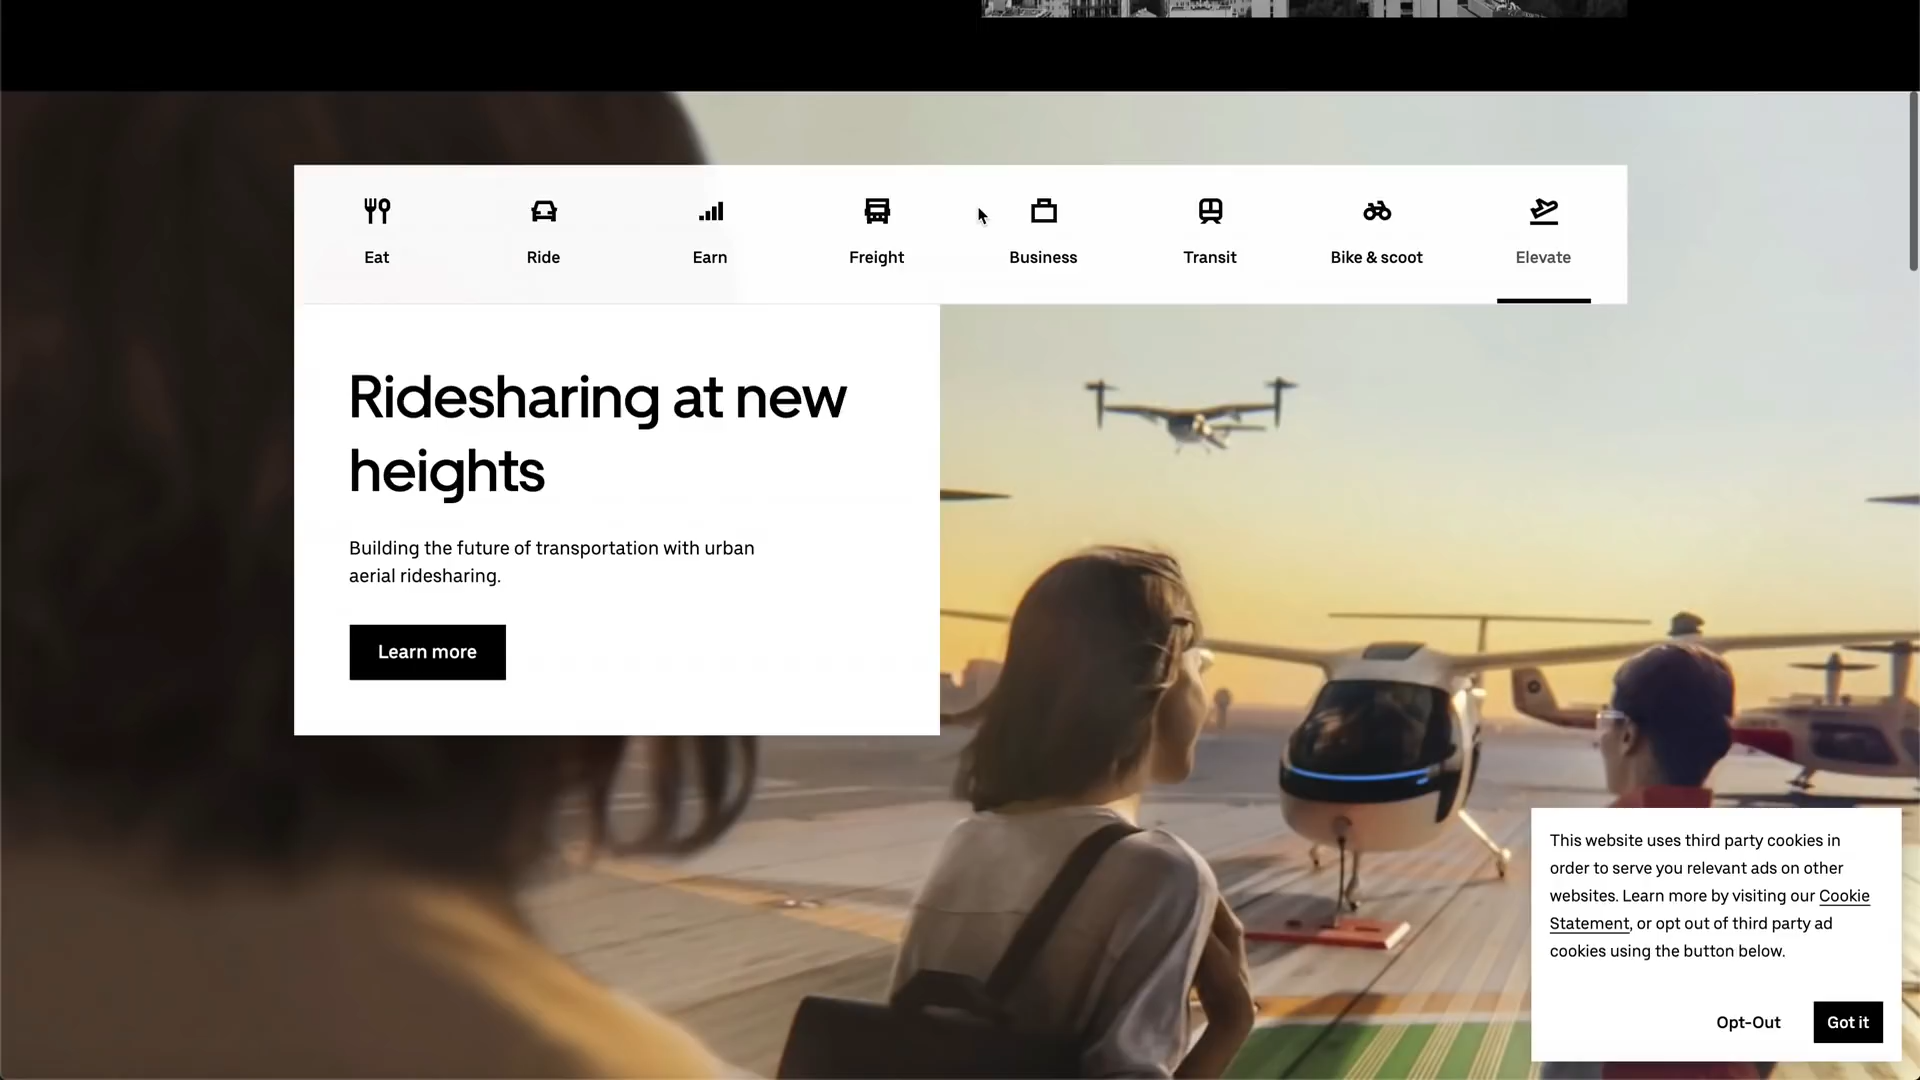 Eat
Ride
Earn
Freight
Business
Transit
Bike & scoot
Elevate
Ridesharing at new
heights
Building the future of transportation with urban
aerial ridesharing.
Learn more
This website uses third party cookies in
order to serve you relevant ads on other
websites. Learn more by visiting our Cookie
Statement, or opt out of third party ad
cookies using the button below.
Opt-Out
Got it